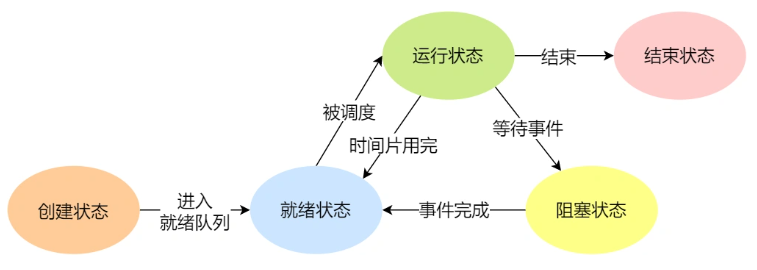 运行状态
结束
结束状态
被调度
时间片用完
等待事件
创建状态
进入
就绪队列
就绪状态
事件完成
阻塞状态